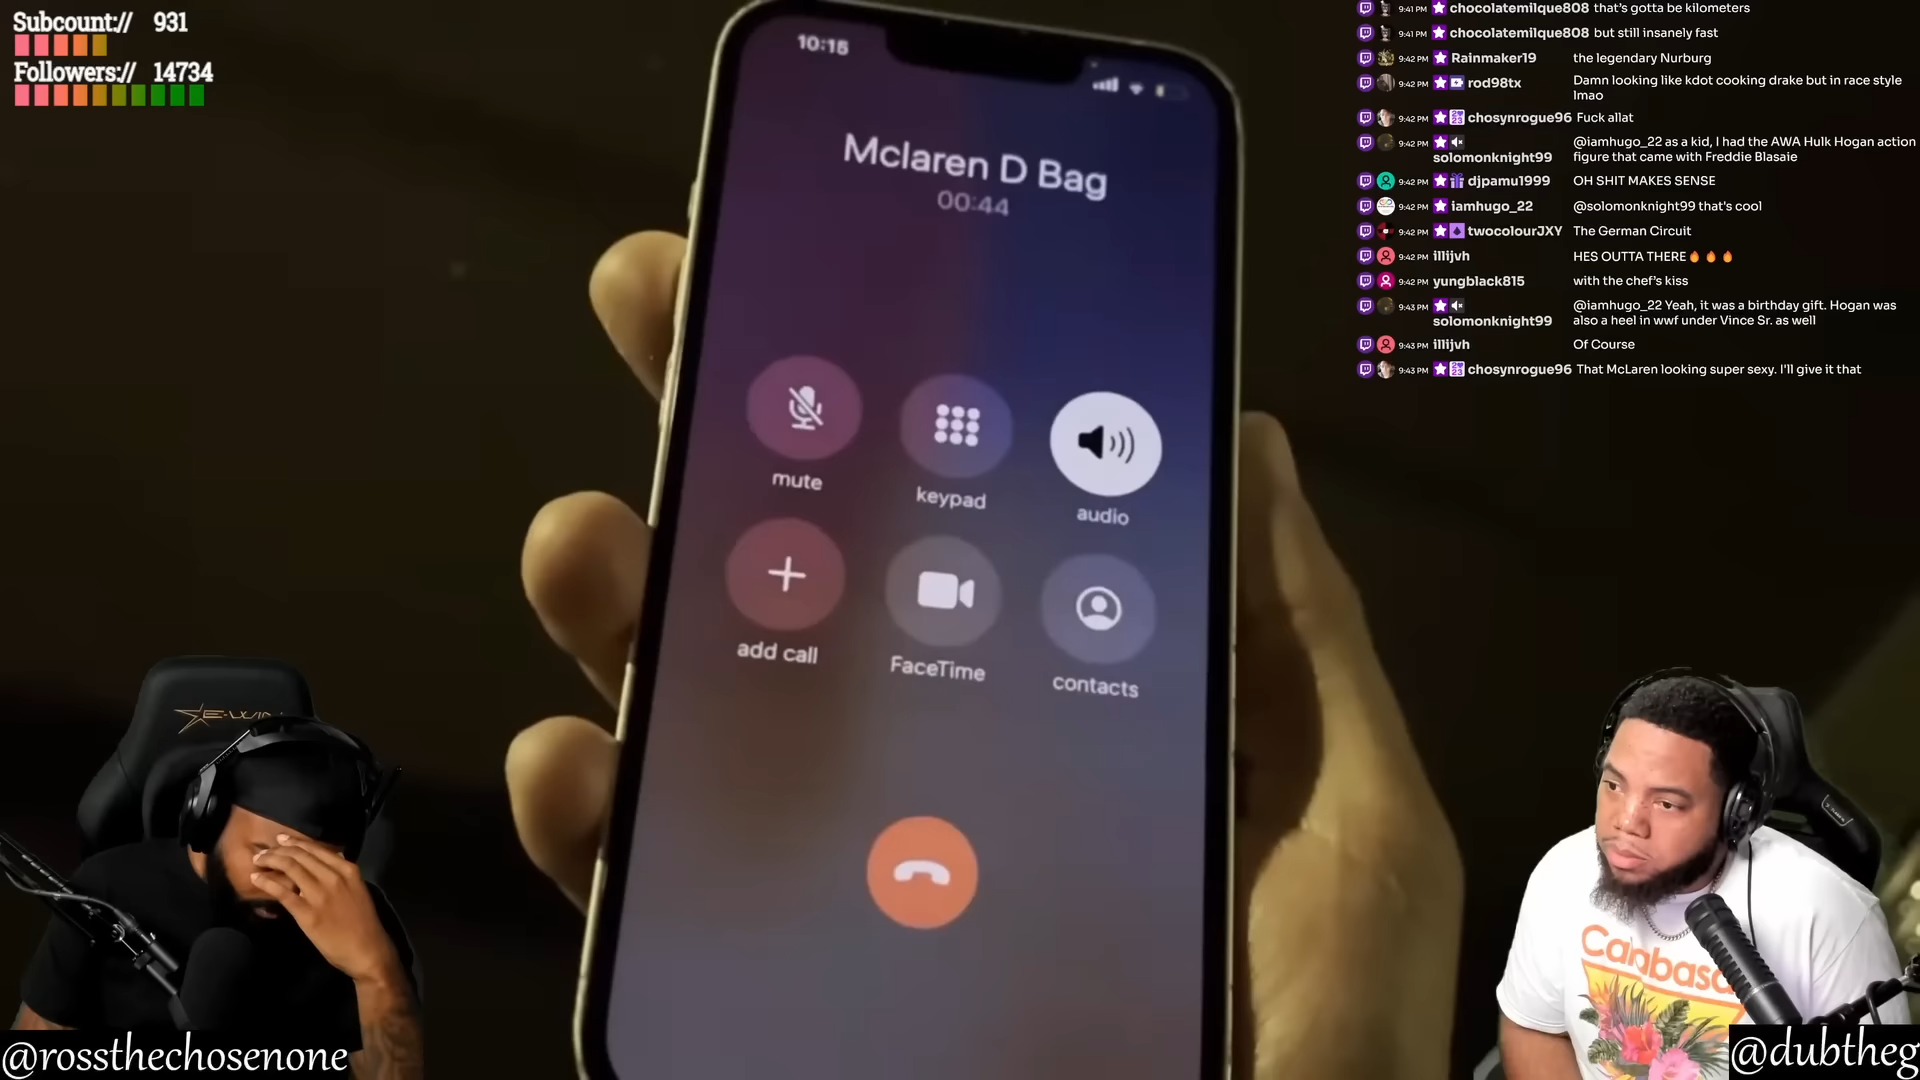 Subcount// 931
Followers// 14734
10:15
Mclaren D Bag
00:44
mute
keypad
audio
add call
FaceTime
contacts
9:41 PM chocolatemilque808 that's gotta be kilometers
9:41 PM chocolatemilque808 but still insanely fast
9:42 PM Rainmaker19 the legendary Nurburg
9:42 PM rod98tx Damn looking like kdot cooking drake but in race style
lmao
9:42 PM chosynrogue96 Fuck allat
9:42 PM solomonknight99 @iamhugo_22 as a kid, I had the AWA Hulk Hogan action
figure that came with Freddie Blasaie
9:42 PM djpamu1999 OH SHIT MAKES SENSE
9:42 PM iamhugo_22 @solomonknight99 that's cool
9:42 PM twocolourJXY The German Circuit
9:42 PM illijvh HES OUTTA THERE🔥🔥🔥
9:42 PM yungblack815 with the chef's kiss
9:43 PM solomonknight99 @iamhugo_22 Yeah, it was a birthday gift. Hogan was
also a heel in wwf under Vince Sr. as well
9:43 PM illijvh Of Course
9:43 PM chosynrogue96 That McLaren looking super sexy. I'll give it that
E-WIN
Calabasas
@rossthechosenone
@dubtheg